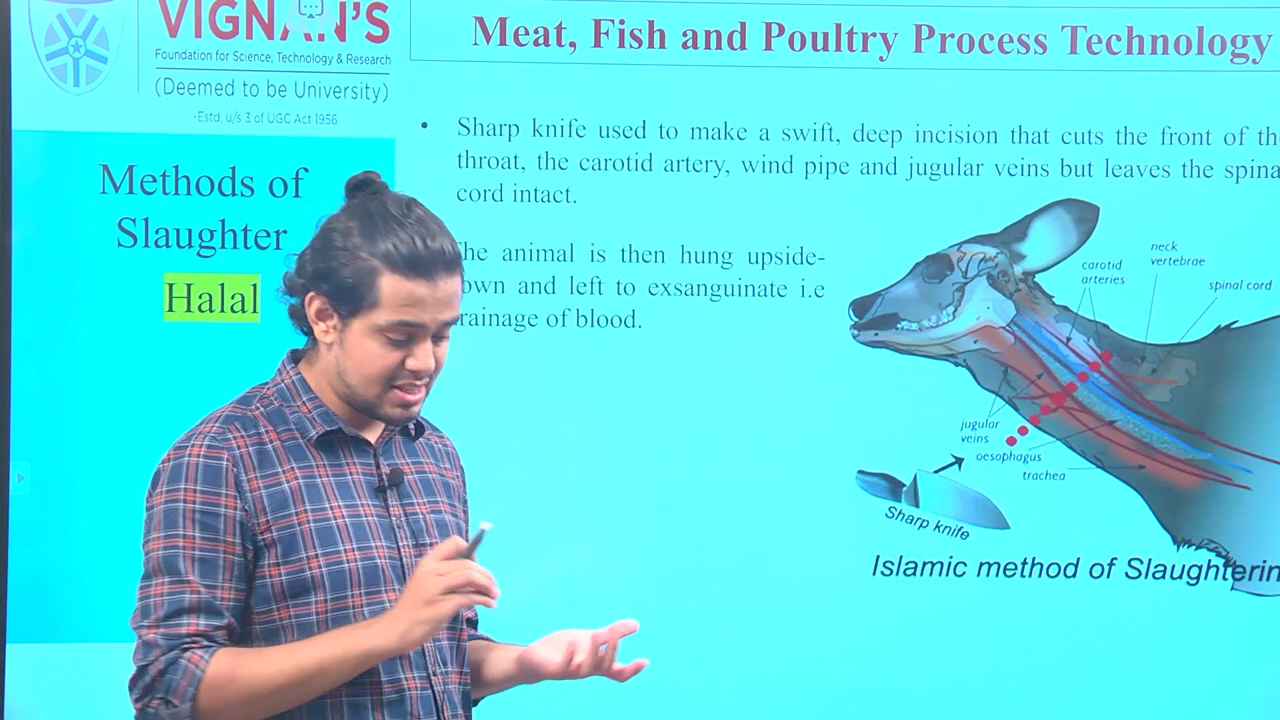 VIGNAN'S
Foundation for Science, Technology & Research
(Deemed to be University)
-Estd. u/s 3 of UGC Act 1956
Meat, Fish and Poultry Process Technology
Methods of
Slaughter
Halal
• Sharp knife used to make a swift, deep incision that cuts the front of th
throat, the carotid artery, wind pipe and jugular veins but leaves the spina
cord intact.
he animal is then hung upside-
own and left to exsanguinate i.e
rainage of blood.
neck
vertebrae
carotid
arteries
spinal cord
jugular
veins
oesophagus
trachea
Sharp knife
Islamic method of Slaughterin